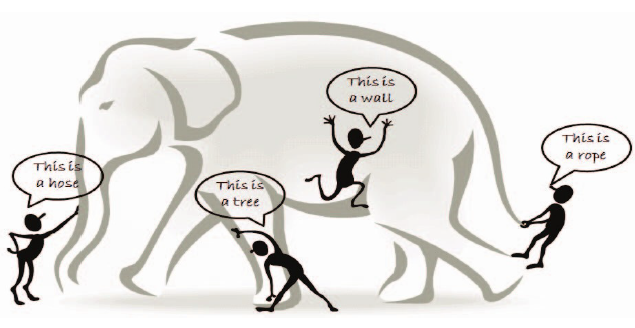 This is
a hose
This is
a tree
This is
a wall
This is
a rope